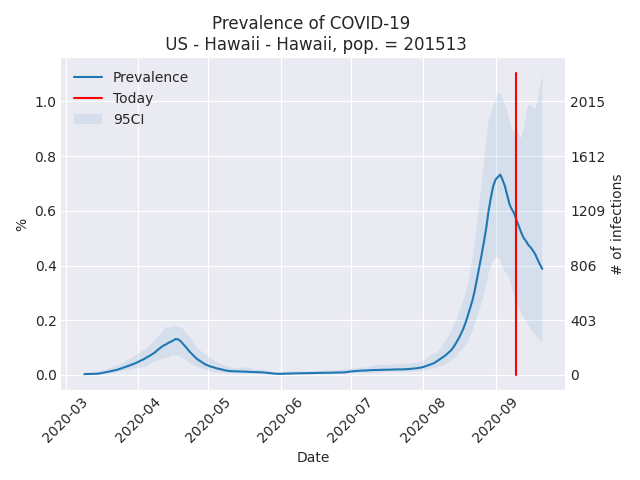 Prevalence of COVID-19
US - Hawaii - Hawaii, pop. = 201513
Prevalence
Today
95CI
1.0
0.8
0.6
0.4
0.2
0.0
%
2015
1612
1209
806
403
0
# of infections
2020-03
2020-04
2020-05
2020-06
2020-07
2020-08
2020-09
Date